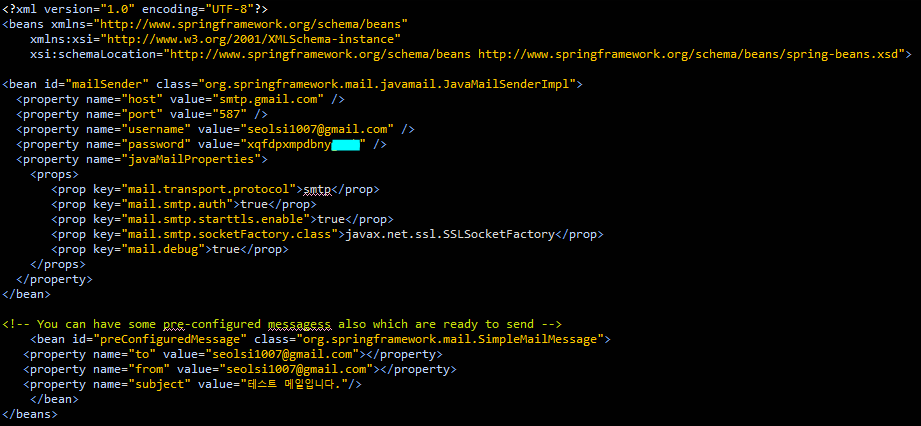 <?xml version="1.0" encoding="UTF-8"?>
<beans xmlns="http://www.springframework.org/schema/beans"
    xmlns:xsi="http://www.w3.org/2001/XMLSchema-instance"
    xsi:schemaLocation="http://www.springframework.org/schema/beans http://www.springframework.org/schema/beans/spring-beans.xsd">
<bean id="mailSender" class="org.springframework.mail.javamail.JavaMailSenderImpl">
  <property name="host" value="smtp.gmail.com" />
  <property name="port" value="587" />
  <property name="username" value="seolsi1007@gmail.com" />
  <property name="password" value="xqfdpxmpdbny" />
  <property name="javaMailProperties">
    <props>
       <prop key="mail.transport.protocol">smtp</prop>
       <prop key="mail.smtp.auth">true</prop>
       <prop key="mail.smtp.starttls.enable">true</prop>
       <prop key="mail.smtp.socketFactory.class">javax.net.ssl.SSLSocketFactory</prop>
       <prop key="mail.debug">true</prop>
    </props>
  </property>
</bean>
<!-- You can have some pre-configured messagess also which are ready to send -->
    <bean id="preConfiguredMessage" class="org.springframework.mail.SimpleMailMessage">
   <property name="to" value="seolsi1007@gmail.com"></property>
   <property name="from" value="seolsi1007@gmail.com"></property>
   <property name="subject" value="테스트 메일입니다."/>
    </bean>
</beans>